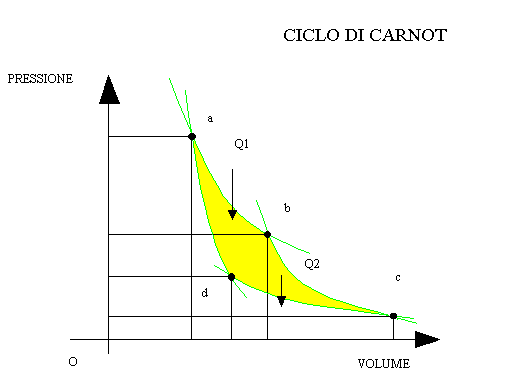 CICLO DI CARNOT
PRESSIONE
a
Q1
b
Q2
c
d
O
VOLUME